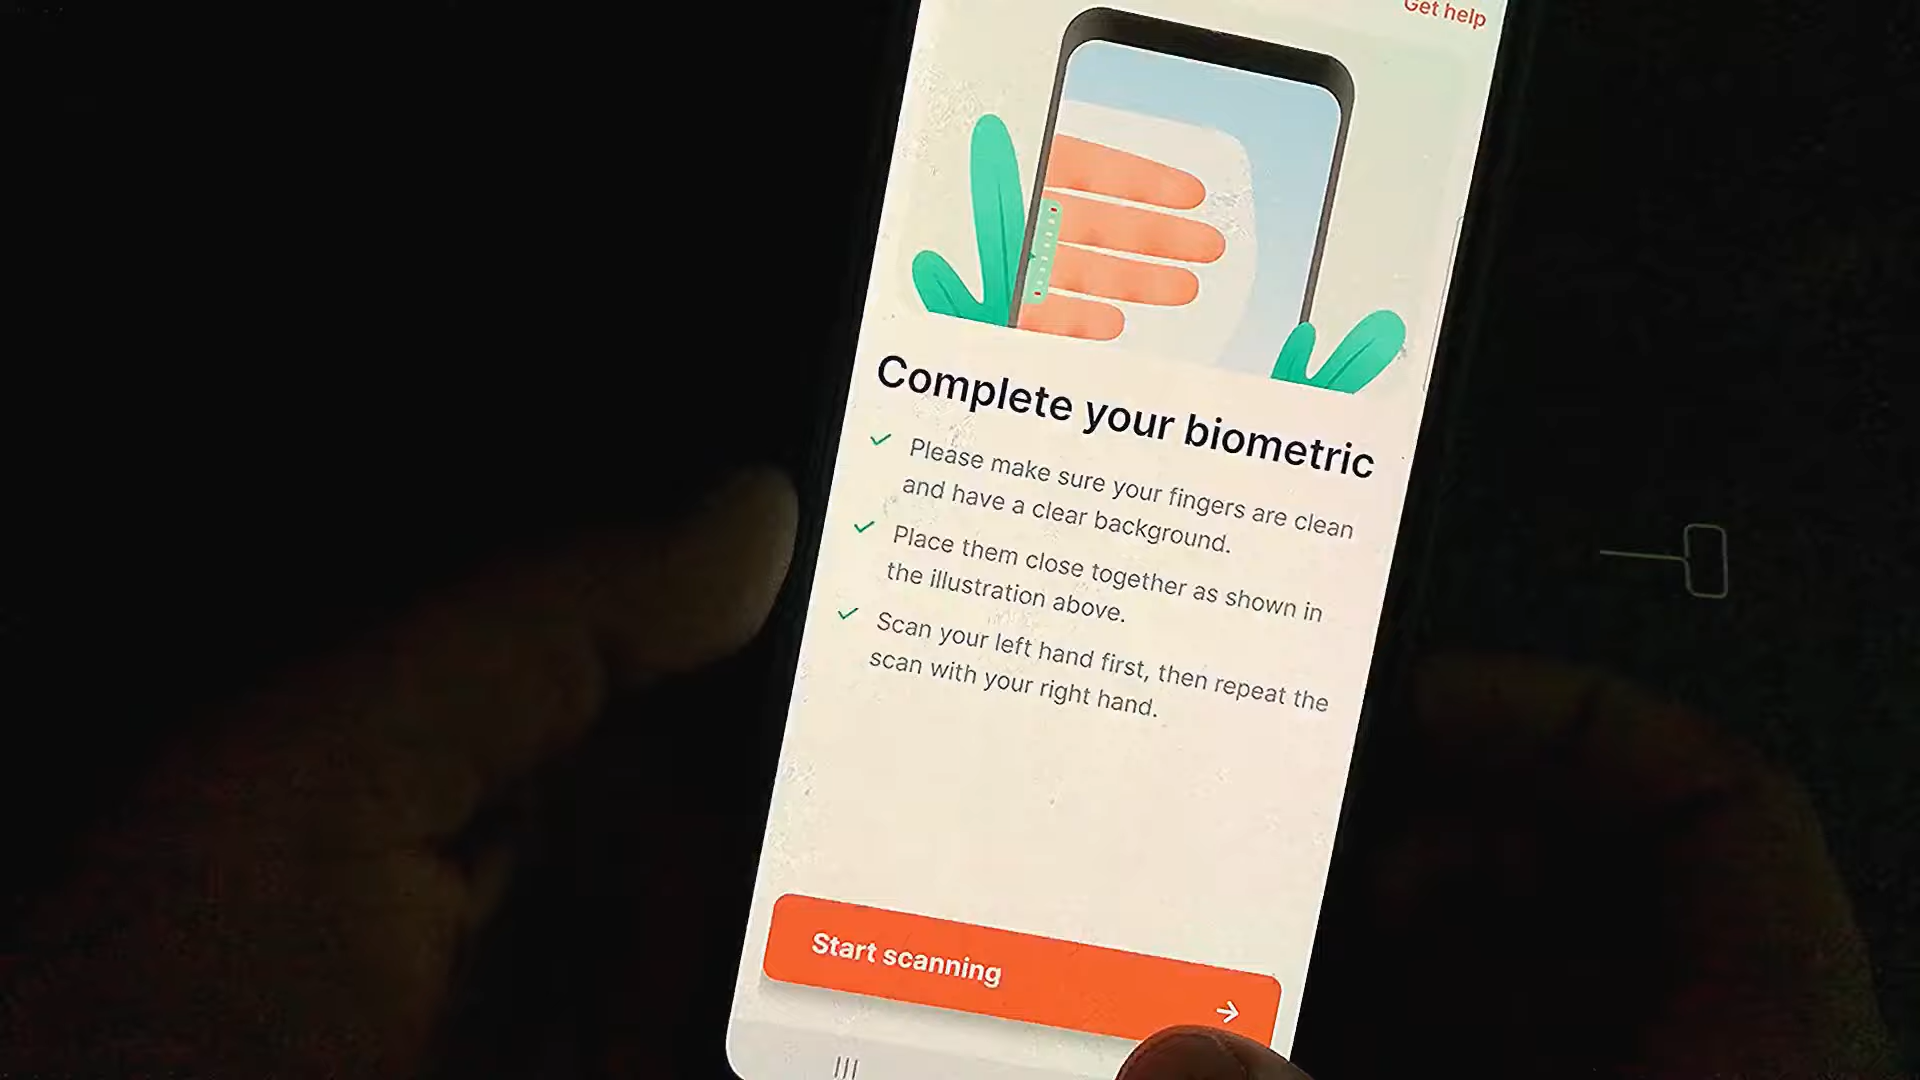 Get help
Complete your biometric
Please make sure your fingers are clean
and have a clear background.
Place them close together as shown in
the illustration above.
Scan your left hand first, then repeat the
scan with your right hand.
Start scanning